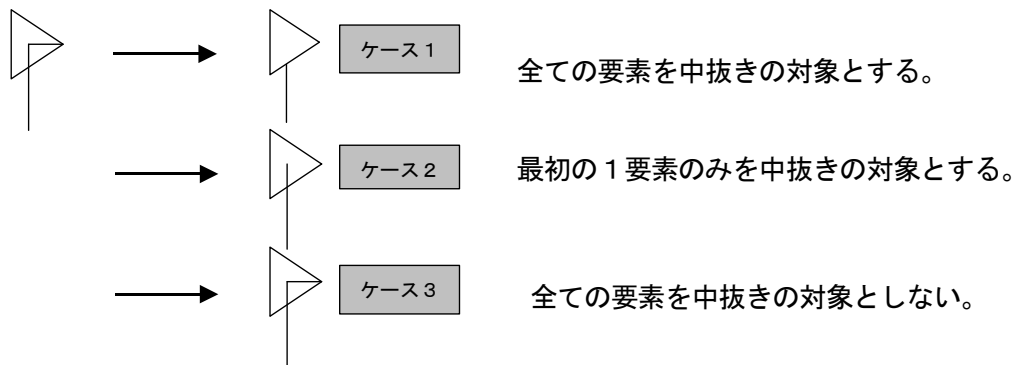 ケース１
全ての要素を中抜きの対象とする。
ケース２
最初の１要素のみを中抜きの対象とする。
ケース３
全ての要素を中抜きの対象としない。